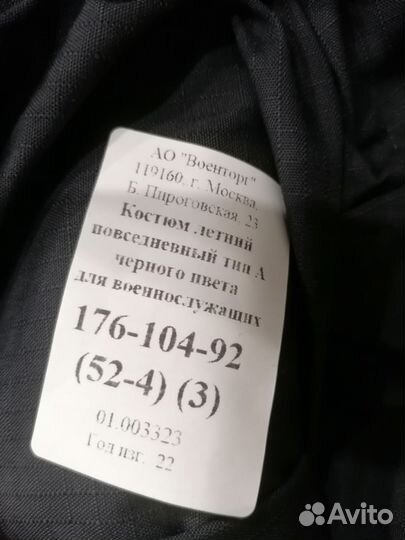 АО "Военторг"
119160, г. Москва,
Б. Пироговская, 23
Костюм летний
повседневный тип А
черного цвета
для военнослужащих
176-104-92
(52-4) (3)
01.003323
Год изг. 22
Avito